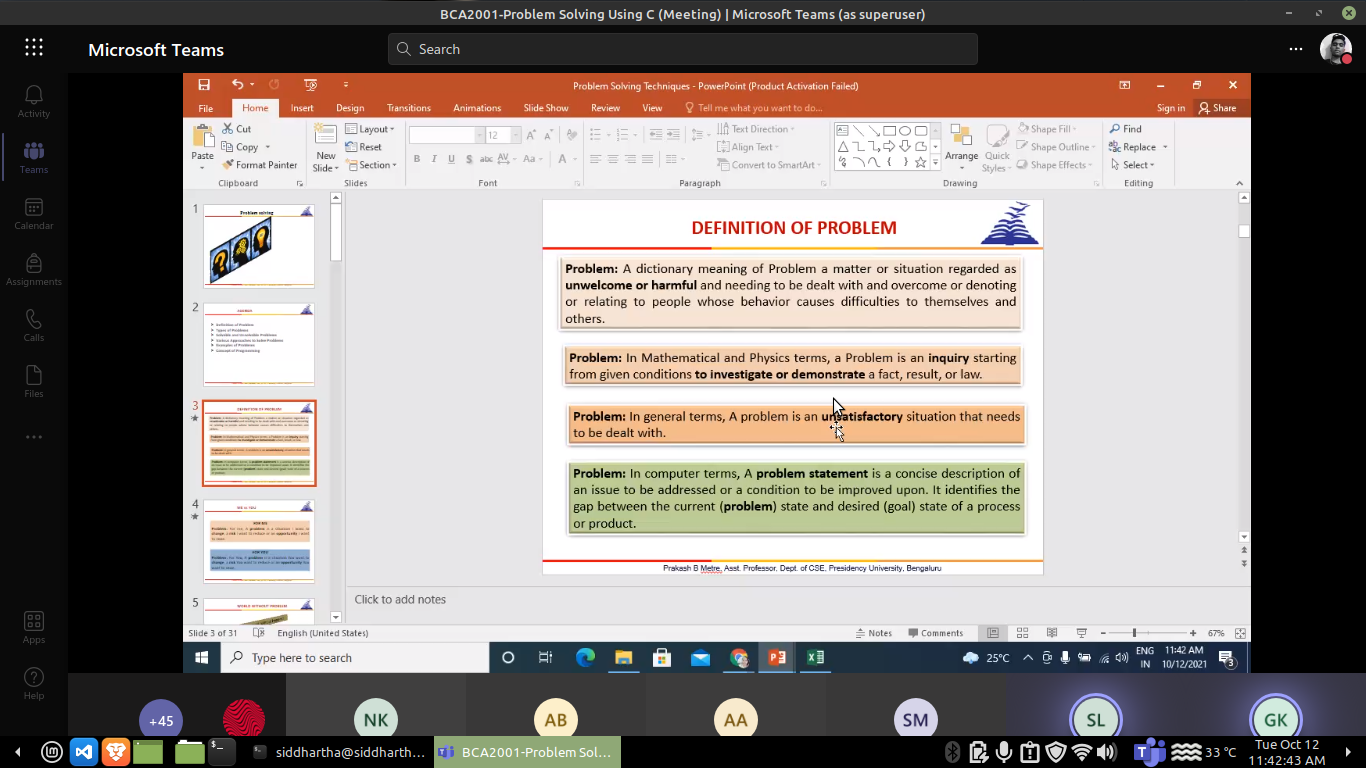 BCA2001-Problem Solving Using C (Meeting) | Microsoft Teams (as superuser)
Microsoft Teams
Search
Activity
Teams
Calendar
Assignments
Calls
Files
Apps
Help
Problem Solving Techniques - PowerPoint (Product Activation Failed)
File Home Insert Design Transitions Animations Slide Show Review View Tell me what you want to do... Sign in Share
Paste
Cut
Copy
Format Painter
Clipboard
New
Slide
Layout
Reset
Section
Slides
12
B I U S abc AV Aa A
Font
Text Direction
Align Text
Convert to SmartArt
Paragraph
Arrange
Quick
Styles
Shape Fill
Shape Outline
Shape Effects
Drawing
Find
Replace
Select
Editing
1
Problem solving
2
3
DEFINITION OF PROBLEM
4
5
WORLD WITHOUT PROBLEM
DEFINITION OF PROBLEM
Problem: A dictionary meaning of Problem a matter or situation regarded as
unwelcome or harmful and needing to be dealt with and overcome or denoting
or relating to people whose behavior causes difficulties to themselves and
others.
Problem: In Mathematical and Physics terms, a Problem is an inquiry starting
from given conditions to investigate or demonstrate a fact, result, or law.
Problem: In general terms, A problem is an unsatisfactory situation that needs
to be dealt with.
Problem: In computer terms, A problem statement is a concise description of
an issue to be addressed or a condition to be improved upon. It identifies the
gap between the current (problem) state and desired (goal) state of a process
or product.
Prakash B Metre, Asst. Professor, Dept. of CSE, Presidency University, Bengaluru
Click to add notes
Slide 3 of 31 English (United States) Notes Comments 67%
Type here to search
25°C
ENG
IN
11:42 AM
10/12/2021
3
+45 NK AB AA SM SL GK
siddhartha@siddharth...
BCA2001-Problem Sol...
33 °C
Tue Oct 12
11:42:43 AM